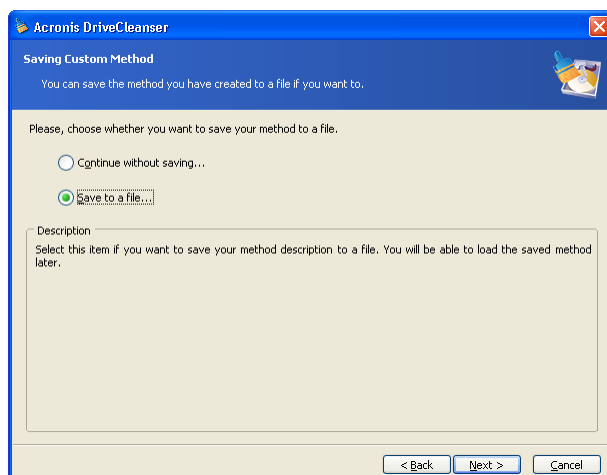 Acronis DriveCleanser
Saving Custom Method
You can save the method you have created to a file if you want to.
Please, choose whether you want to save your method to a file.
Continue without saving...
Save to a file...
Description
Select this item if you want to save your method description to a file. You will be able to load the saved method
later.
< Back
Next >
Cancel